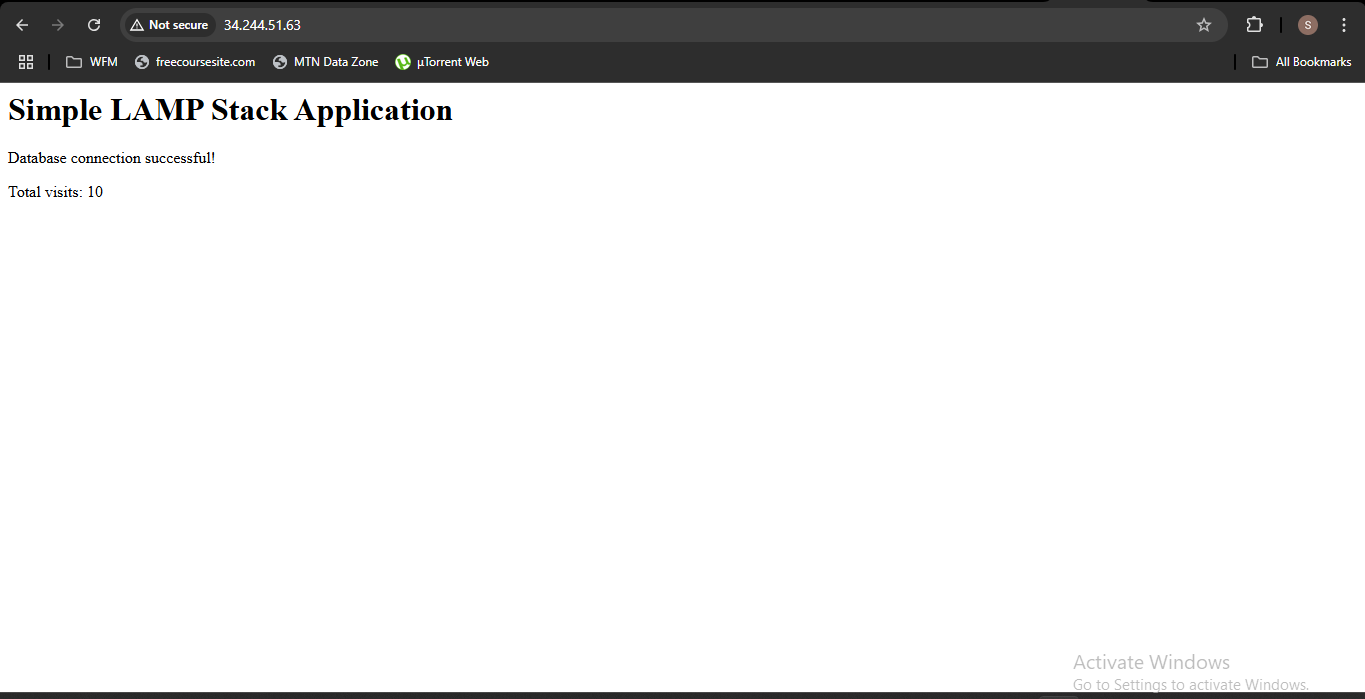 Not secure 34.244.51.63 S
WFM freecoursesite.com MTN Data Zone µTorrent Web All Bookmarks
Simple LAMP Stack Application
Database connection successful!
Total visits: 10
Activate Windows
Go to Settings to activate Windows.